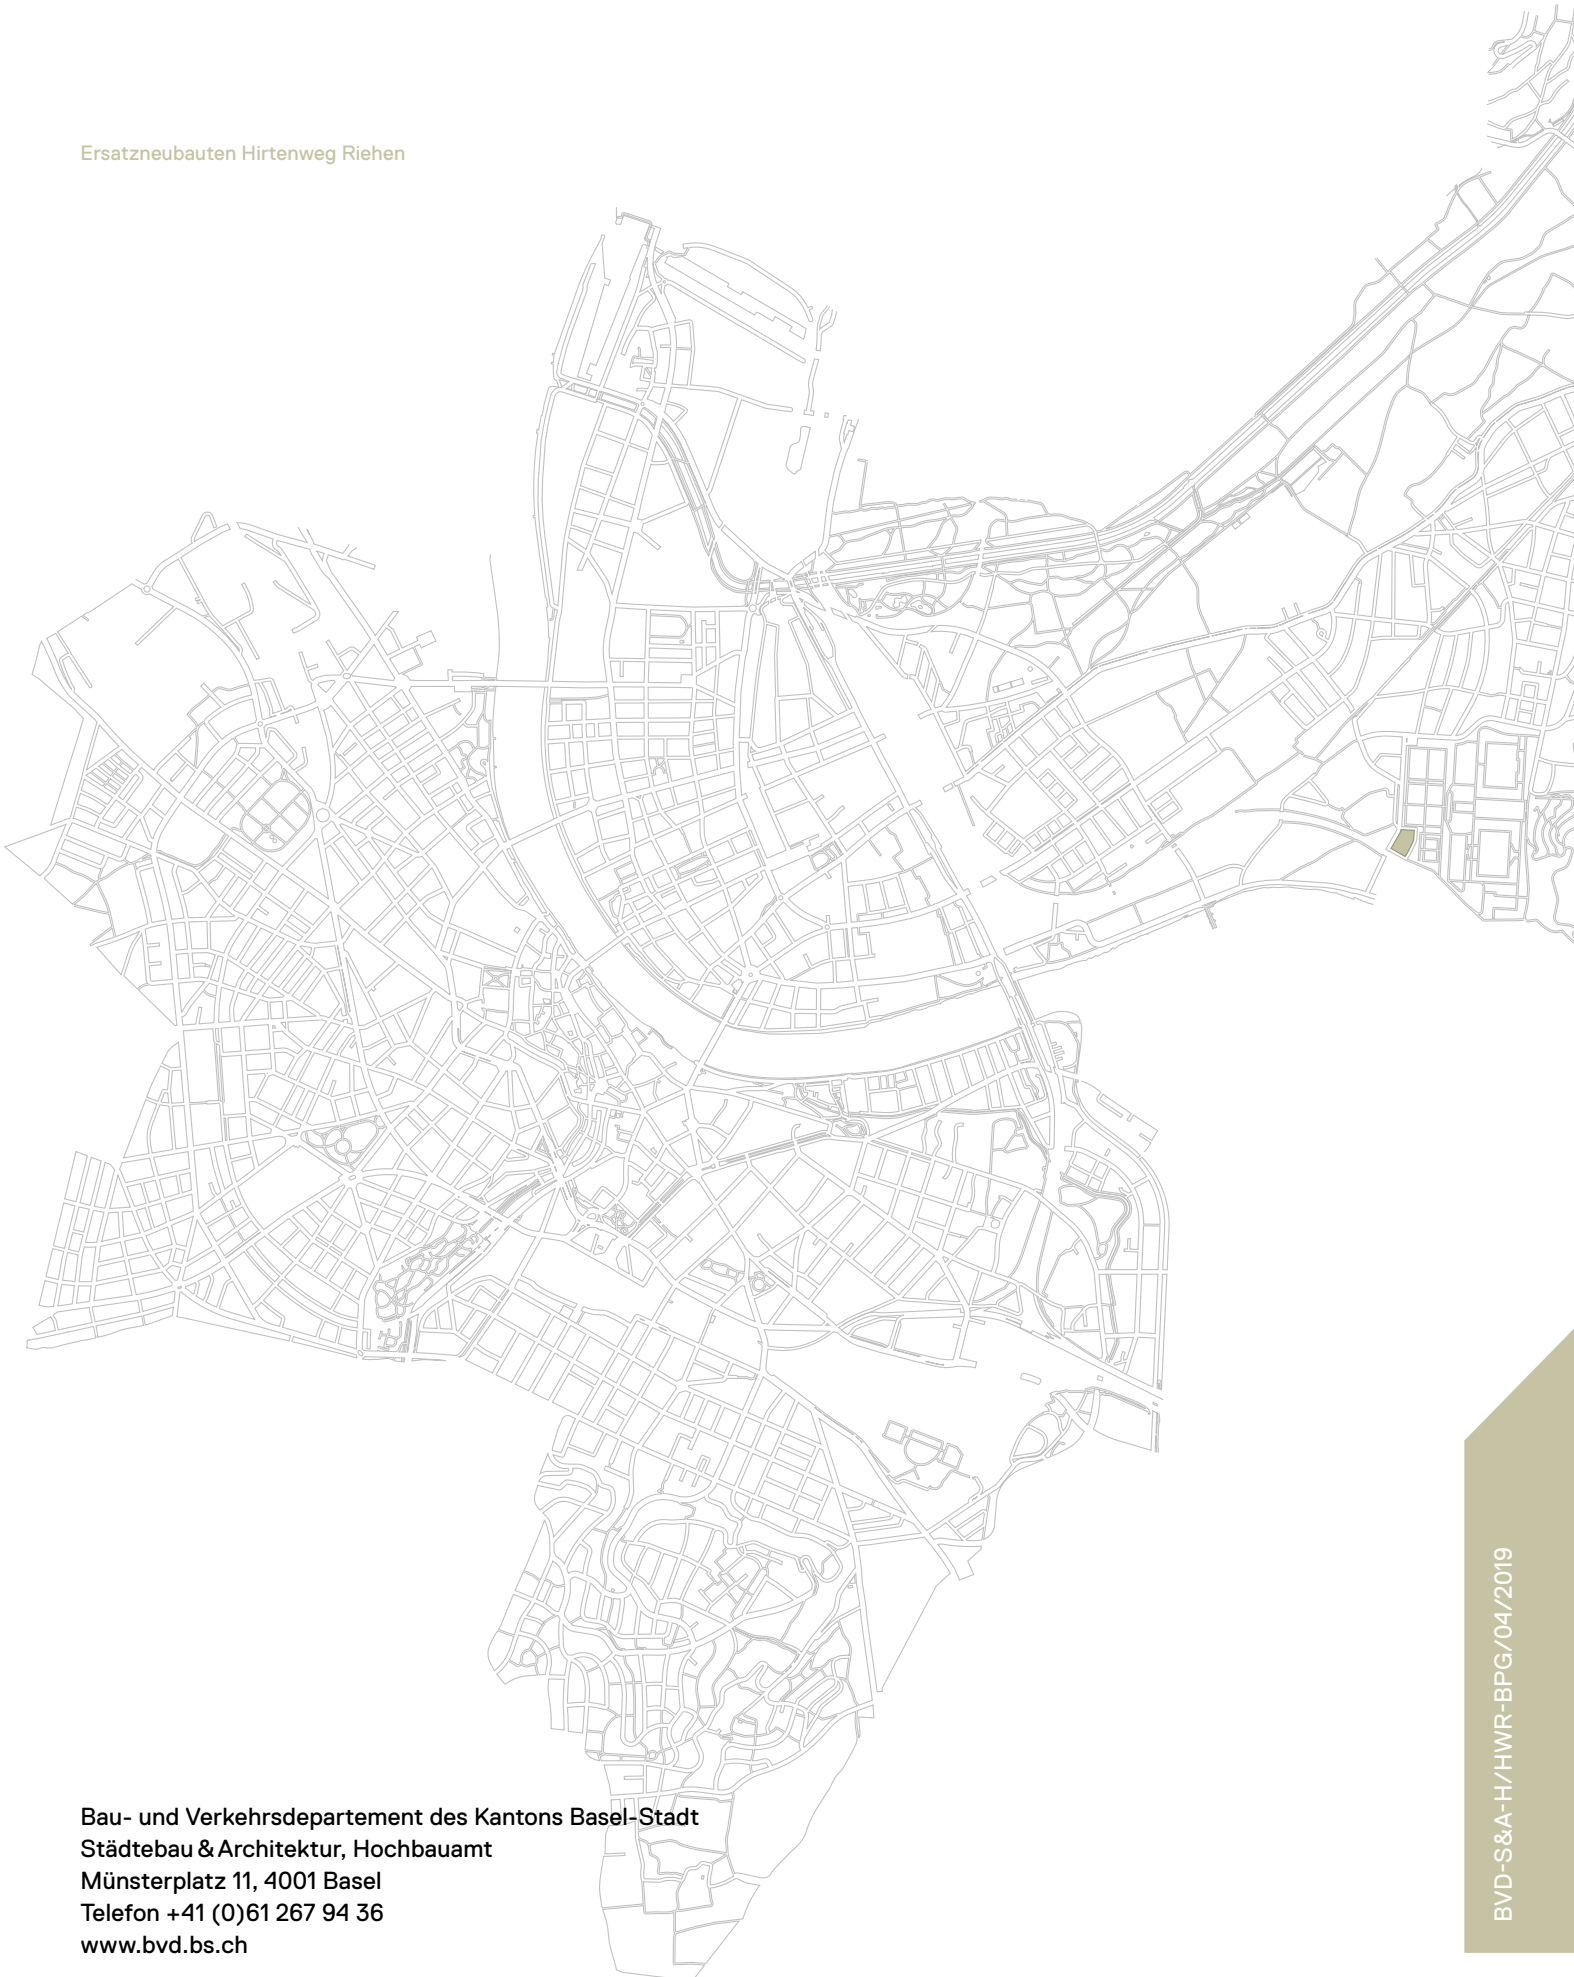 Ersatzneubauten Hirtenweg Riehen
Bau- und Verkehrsdepartement des Kantons Basel-Stadt
Städtebau & Architektur, Hochbauamt
Münsterplatz 11, 4001 Basel
Telefon +41 (0)61 267 94 36
www.bvd.bs.ch
BVD-S&A-H/HWR-BPG/04/2019